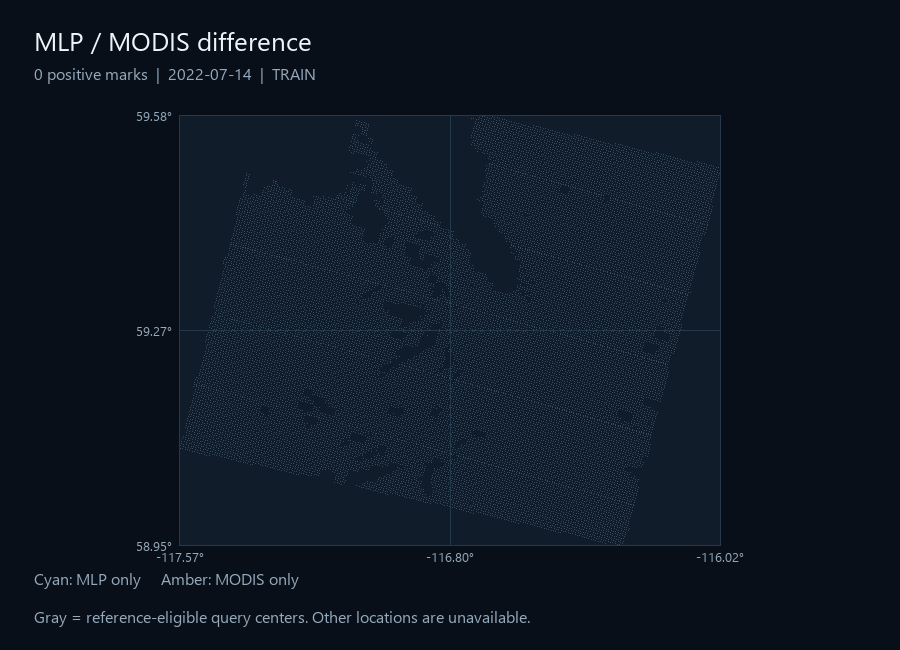 MLP / MODIS difference
0 positive marks | 2022-07-14 | TRAIN
59.58°
59.27°
58.95°
-117.57° -116.80° -116.02°
Cyan: MLP only Amber: MODIS only
Gray = reference-eligible query centers. Other locations are unavailable.